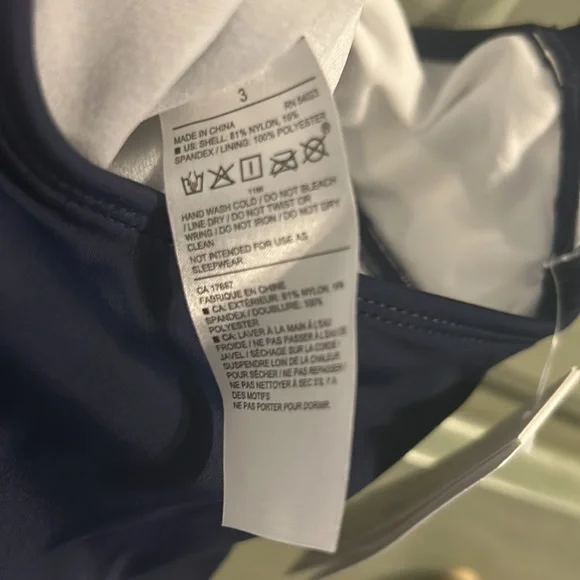 3
RN 54023
MADE IN CHINA
■ US: SHELL: 81% NYLON, 19%
SPANDEX / LINING: 100% POLYESTER
HAND WASH COLD / DO NOT BLEACH
/ LINE DRY / DO NOT TWIST OR
WRING / DO NOT IRON / DO NOT DRY
CLEAN
NOT INTENDED FOR USE AS
SLEEPWEAR
CA 17667
FABRIQUÉ EN CHINE
■ CA: EXTÉRIEUR: 81% NYLON, 19%
SPANDEX / DOUBLURE: 100%
POLYESTER
■ CA: LAVER À LA MAIN À L'EAU
FROIDE / NE PAS PASSER À L'EAU DE
JAVEL / SÉCHAGE SUR LA CORDE /
SUSPENDRE LOIN DE LA CHALEUR
POUR SÉCHER / NE PAS REPASSER /
NE PAS NETTOYER À SEC S'IL Y A
DES MOTIFS
NE PAS PORTER POUR DORMIR.